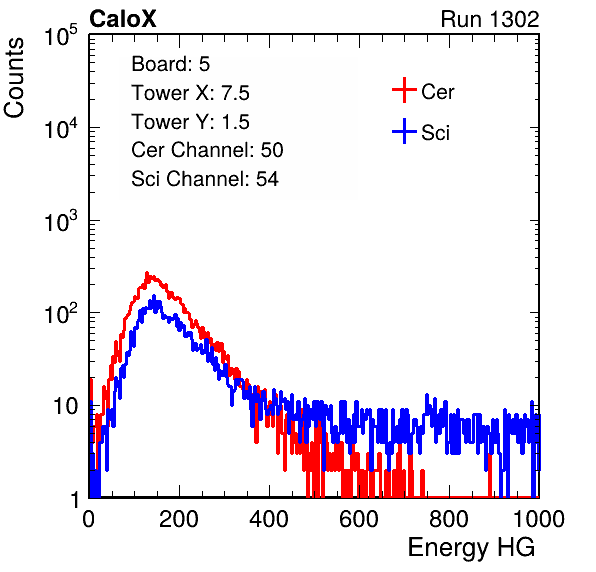 CaloX Run 1302
Counts
10^5
10^4
10^3
10^2
10
1
Board: 5
Tower X: 7.5
Tower Y: 1.5
Cer Channel: 50
Sci Channel: 54
Cer
Sci
0 200 400 600 800 1000
Energy HG